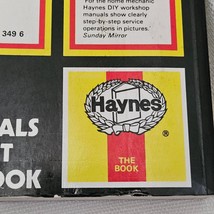 'For the home mechanic
Haynes DIY workshop
manuals show clearly
step-by-step service
operations in pictures.'
Sunday Mirror
349 6
Haynes
®
THE
BOOK
ALS
T
OOK